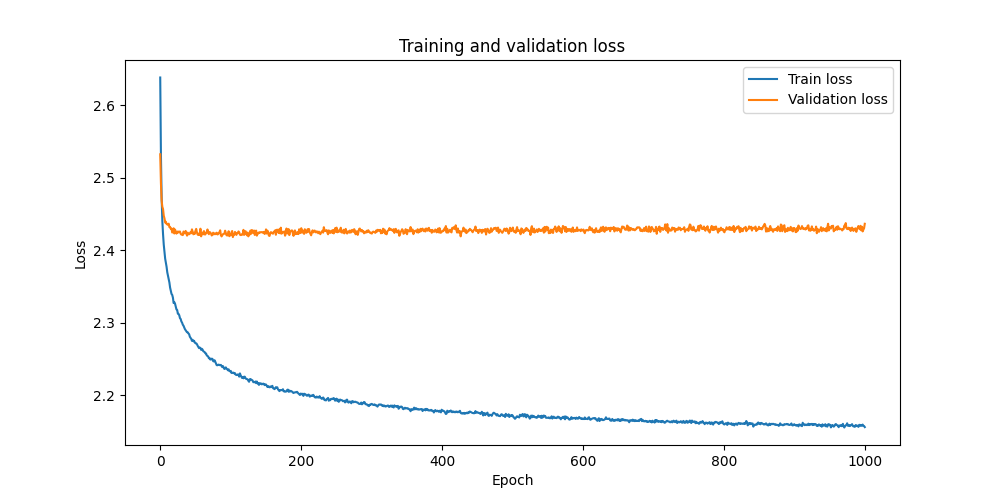 Training and validation loss
Train loss
Validation loss
2.6
2.5
2.4
2.3
2.2
Loss
0
200
400
600
800
1000
Epoch